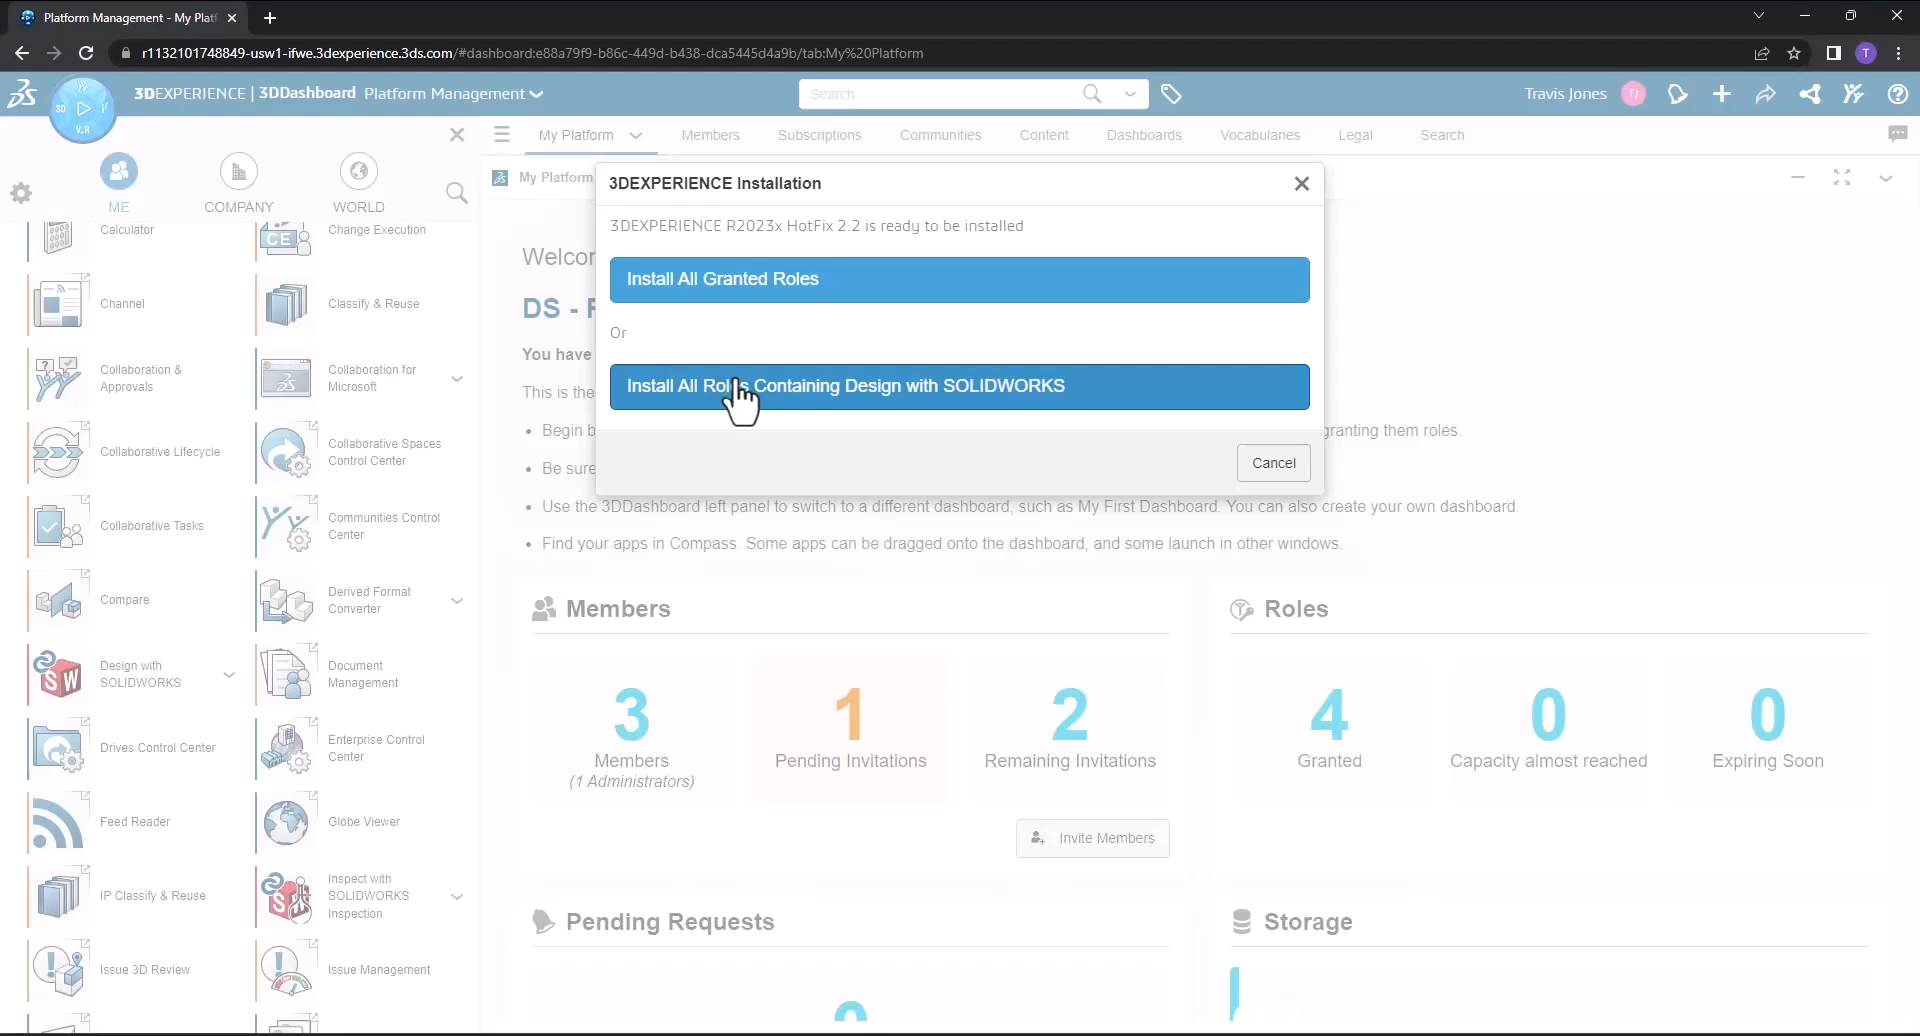 Platform Management - My Platf
r1132101748849-usw1-ifwe.3dexperience.3ds.com/#dashboard:e88a79f9-b86c-449d-b438-dca5445d4a9b/tab:My%20Platform
T
3D
V.R
3DEXPERIENCE | 3DDashboard Platform Management
Search
Travis Jones
TJ
My Platform
Members
Subscriptions
Communities
Content
Dashboards
Vocabularies
Legal
Search
ME
COMPANY
WORLD
Calculator
CE
Change Execution
Channel
Classify & Reuse
Collaboration &
Approvals
Collaboration for
Microsoft
Collaborative Lifecycle
Collaborative Spaces
Control Center
Collaborative Tasks
Communities Control
Center
Compare
Derived Format
Converter
SW
Design with
SOLIDWORKS
Document
Management
Drives Control Center
Enterprise Control
Center
Feed Reader
Globe Viewer
IP Classify & Reuse
Inspect with
SOLIDWORKS
Inspection
Issue 3D Review
Issue Management
My Platform
3DEXPERIENCE Installation
3DEXPERIENCE R2023x HotFix 2.2 is ready to be installed
Install All Granted Roles
Or
Install All Roles Containing Design with SOLIDWORKS
Cancel
Welcor
DS -
You have
This is the
Begin b
granting them roles.
Be sure
Use the 3DDashboard left panel to switch to a different dashboard, such as My First Dashboard. You can also create your own dashboard.
Find your apps in Compass. Some apps can be dragged onto the dashboard, and some launch in other windows.
Members
3
Members
(1 Administrators)
1
Pending Invitations
2
Remaining Invitations
Invite Members
Roles
4
Granted
0
Capacity almost reached
0
Expiring Soon
Pending Requests
Storage